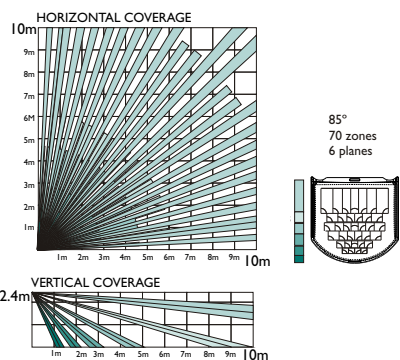 HORIZONTAL COVERAGE
10m
9m
8m
7m
6M
5m
4m
3m
2m
1m
1m 2m 3m 4m 5m 6m 7m 8m 9m 10m
85°
70 zones
6 planes
VERTICAL COVERAGE
2.4m
1m 2m 3m 4m 5m 6m 7m 8m 9m 10m